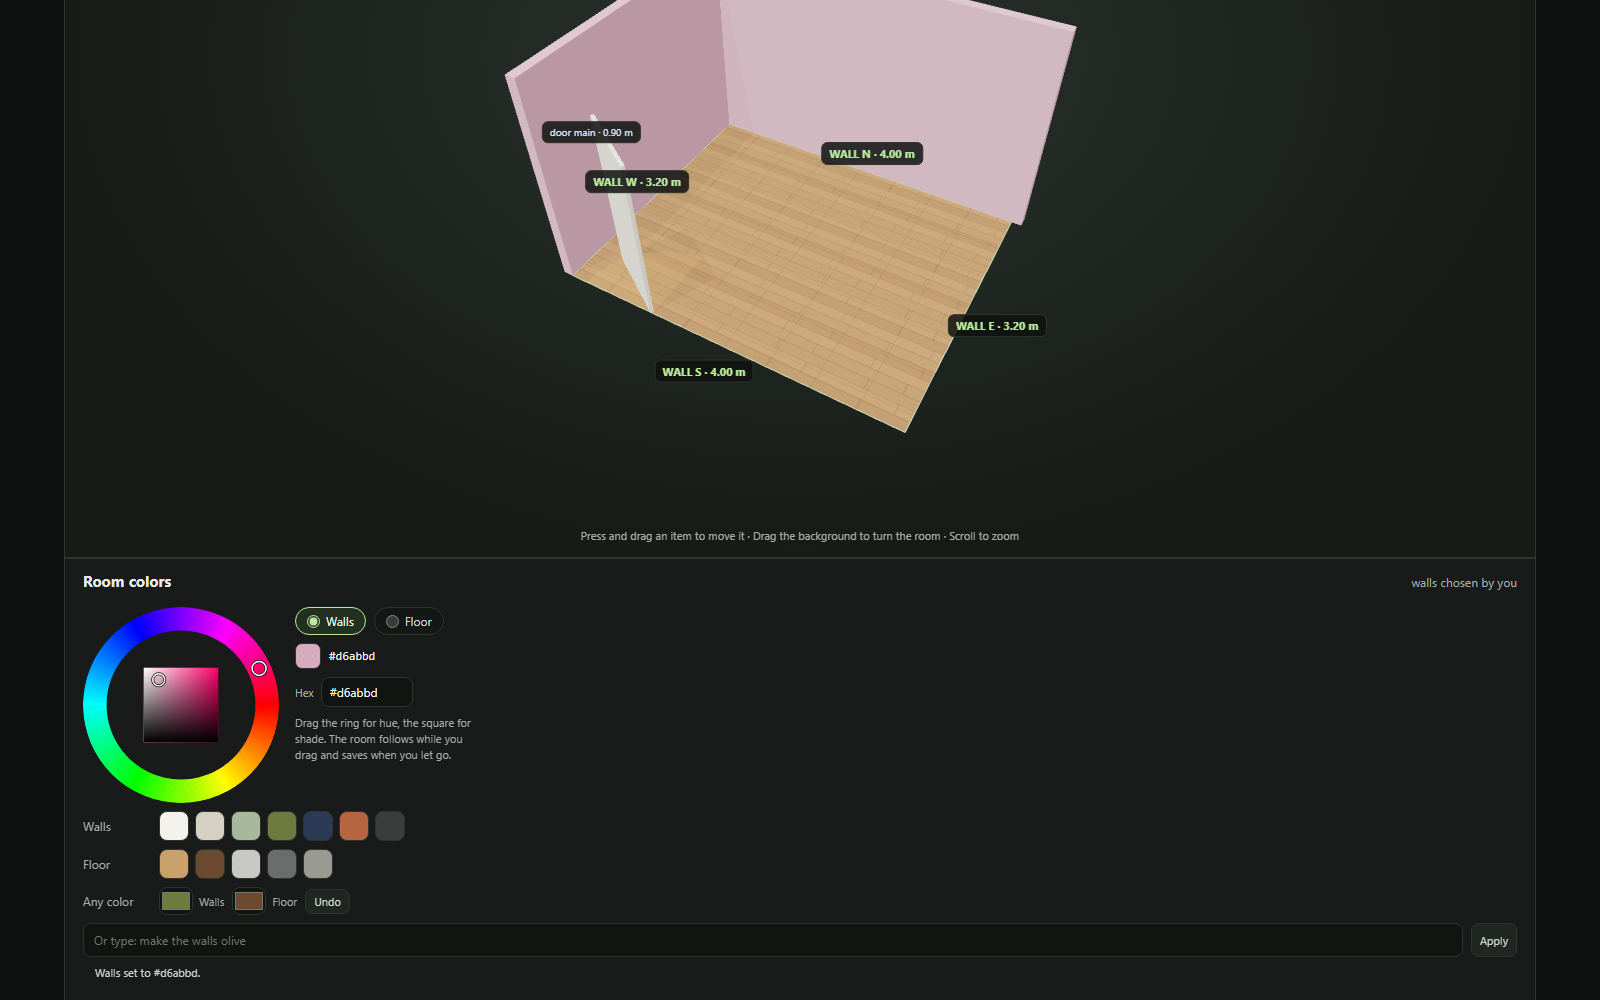 door main · 0.90 m
WALL N · 4.00 m
WALL W · 3.20 m
WALL E · 3.20 m
WALL S · 4.00 m
Press and drag an item to move it · Drag the background to turn the room · Scroll to zoom
Room colors
walls chosen by you
Walls
Floor
#d6abbd
Hex
#d6abbd
Drag the ring for hue, the square for
shade. The room follows while you
drag and saves when you let go.
Walls
Floor
Any color
Walls
Floor
Undo
Or type: make the walls olive
Apply
Walls set to #d6abbd.